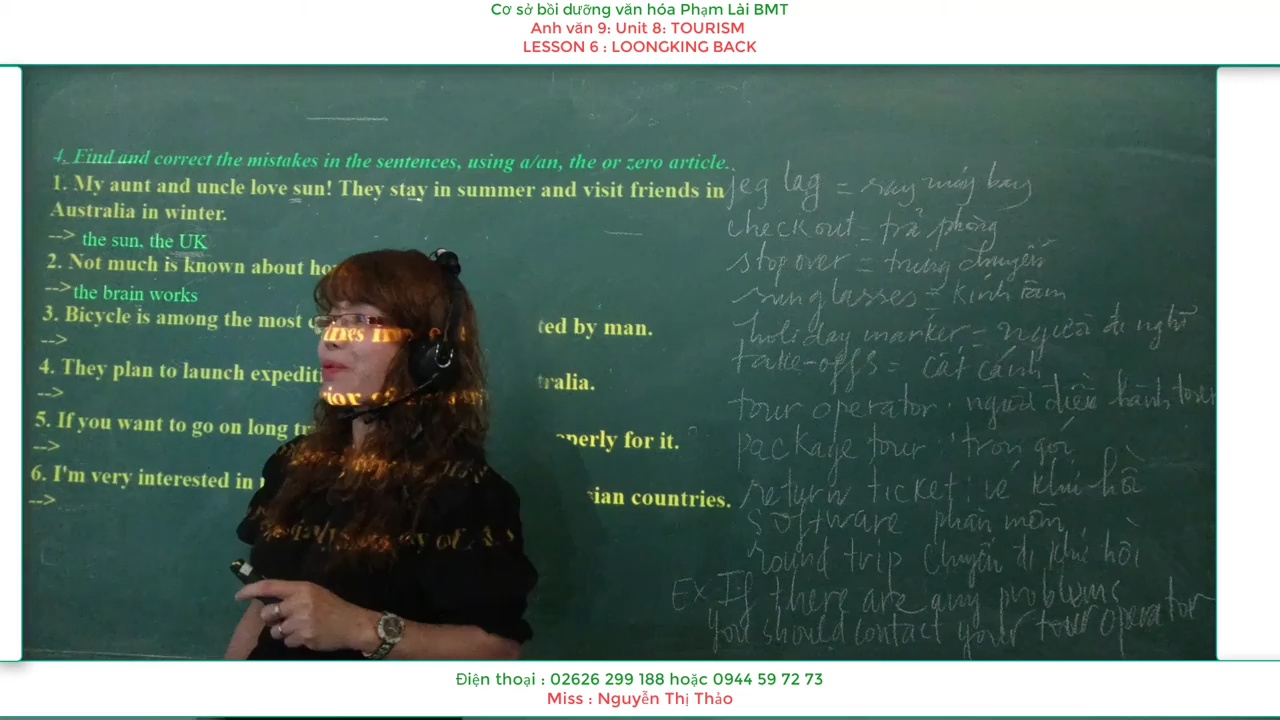 Cơ sở bồi dưỡng văn hóa Phạm Lài BMT
Anh văn 9: Unit 8: TOURISM
LESSON 6 : LOONGKING BACK
4. Find and correct the mistakes in the sentences, using a/an, the or zero article.
1. My aunt and uncle love sun! They stay in summer and visit friends in
Australia in winter.
--> the sun, the UK
2. Not much is known about ho
-->the brain works
3. Bicycle is among the most ted by man.
-->
4. They plan to launch expediti tralia.
-->
5. If you want to go on long tr operly for it.
-->
6. I'm very interested in sian countries.
-->
jeg lag = say máy bay
checkout = trả phòng
stopover = trung chuyển
sunglasses = kính râm
holiday marker = người đi nghỉ
take-offs = cất cánh
tour operator: người điều hành tour
package tour: trọn gói
return ticket: vé khứ hồi
software phần mềm
round trip chuyến đi khứ hồi
Ex: If there are any problems
you should contact your tour operator
Điện thoại : 02626 299 188 hoặc 0944 59 72 73
Miss : Nguyễn Thị Thảo